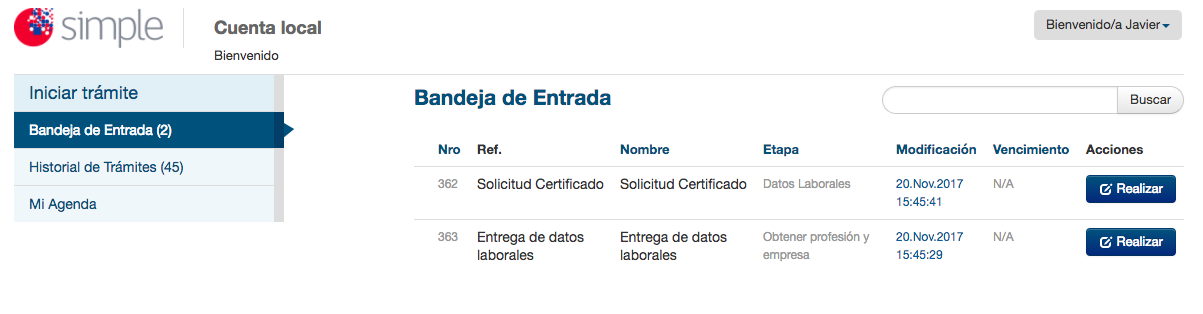 simple
Cuenta local
Bienvenido
Bienvenido/a Javier
Iniciar trámite
Bandeja de Entrada (2)
Historial de Trámites (45)
Mi Agenda
Bandeja de Entrada
Buscar
Nro Ref. Nombre Etapa Modificación Vencimiento Acciones
362 Solicitud Certificado Solicitud Certificado Datos Laborales 20.Nov.2017 N/A Realizar
15:45:41
363 Entrega de datos Entrega de datos Obtener profesión y 20.Nov.2017 N/A Realizar
laborales laborales empresa 15:45:29